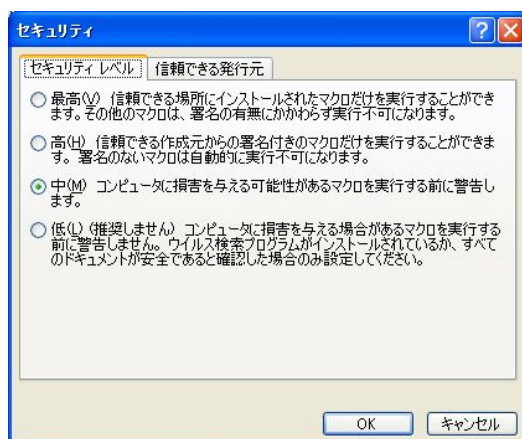 セキュリティ
セキュリティ レベル
信頼できる発行元
最高(V) 信頼できる場所にインストールされたマクロだけを実行することができ
ます。その他のマクロは、署名の有無にかかわらず実行不可になります。
高(H) 信頼できる作成元からの署名付きのマクロだけを実行することができま
す。署名のないマクロは自動的に実行不可になります。
中(M) コンピュータに損害を与える可能性があるマクロを実行する前に警告し
ます。
低(L) (推奨しません) コンピュータに損害を与える場合があるマクロを実行する
前に警告しません。ウイルス検索プログラムがインストールされているか、すべて
のドキュメントが安全であると確認した場合のみ設定してください。
OK
キャンセル